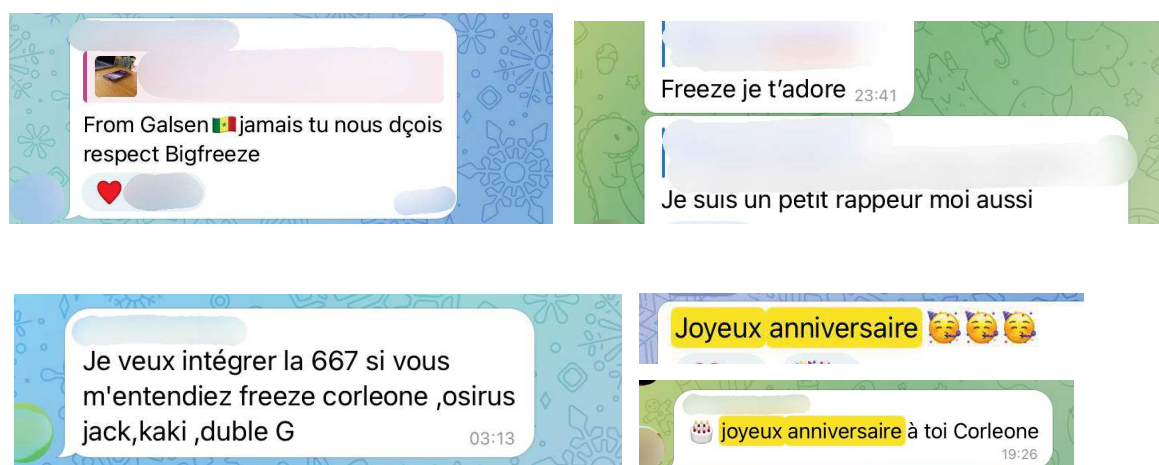 From Galsen🇸🇳jamais tu nous dçois
respect Bigfreeze
❤️
Freeze je t’adore 23:41
Je suis un petit rappeur moi aussi
Je veux intégrer la 667 si vous
m'entendiez freeze corleone ,osirus
jack,kaki ,duble G 03:13
Joyeux anniversaire 🥳🥳🥳
🎂 joyeux anniversaire à toi Corleone
19:26